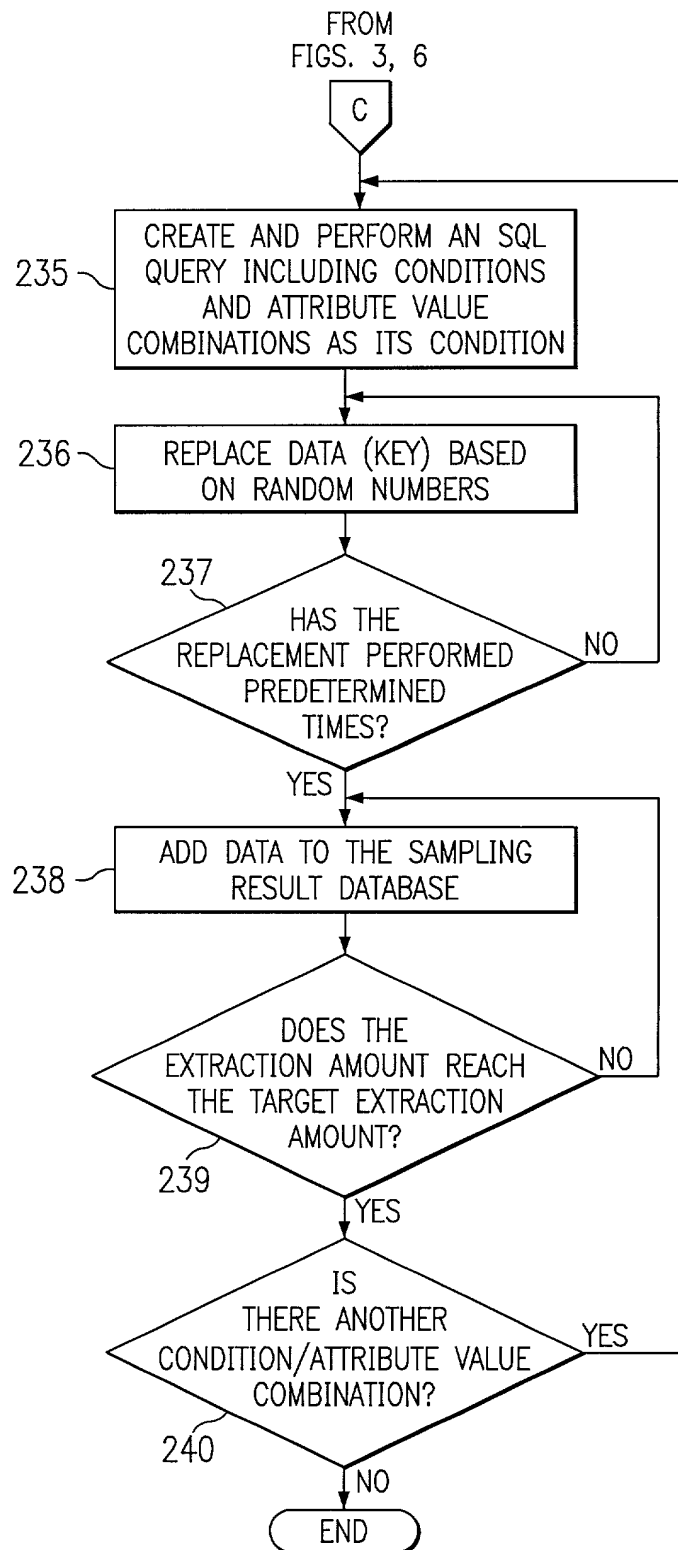 FROM
FIGS. 3, 6
C
235
CREATE AND PERFORM AN SQL
QUERY INCLUDING CONDITIONS
AND ATTRIBUTE VALUE
COMBINATIONS AS ITS CONDITION
236
REPLACE DATA (KEY) BASED
ON RANDOM NUMBERS
237
HAS THE
REPLACEMENT PERFORMED
PREDETERMINED
TIMES?
NO
YES
238
ADD DATA TO THE SAMPLING
RESULT DATABASE
DOES THE
EXTRACTION AMOUNT REACH
THE TARGET EXTRACTION
AMOUNT?
NO
239
YES
IS
THERE ANOTHER
CONDITION/ATTRIBUTE VALUE
COMBINATION?
YES
240
NO
END